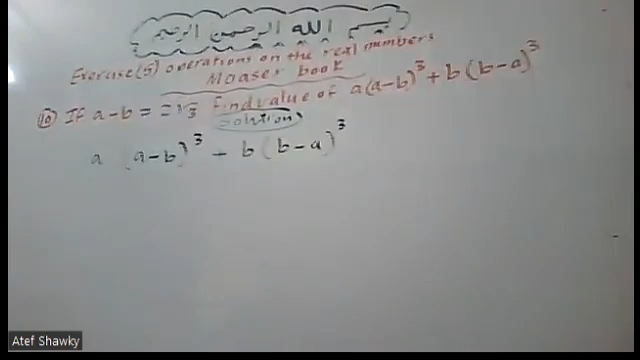 بسم الله الرحمن الرحيم
Exercise(5) operations on the real numbers
Moaser book
⑩ If a-b = √3 find value of a(a-b)³+b(b-a)³
solution
a (a-b)³ + b(b-a)³
Atef Shawky